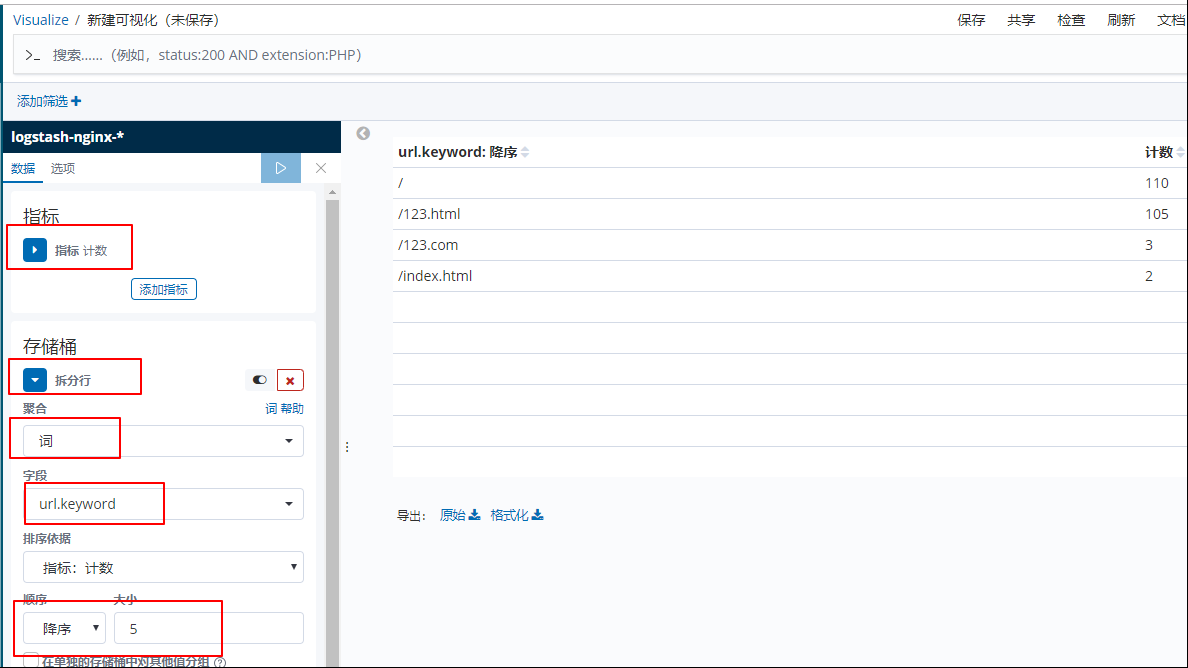 Visualize / 新建可视化（未保存）
保存 共享 检查 刷新 文档
>_ 搜索......（例如，status:200 AND extension:PHP）
添加筛选+
logstash-nginx-*
数据 选项
指标
指标 计数
添加指标
存储桶
拆分行
聚合 词 帮助
词
字段
url.keyword
排序依据
指标：计数
顺序 大小
降序 5
在单独的存储桶中对其他值分组
url.keyword: 降序 计数
/ 110
/123.html 105
/123.com 3
/index.html 2
导出： 原始 格式化